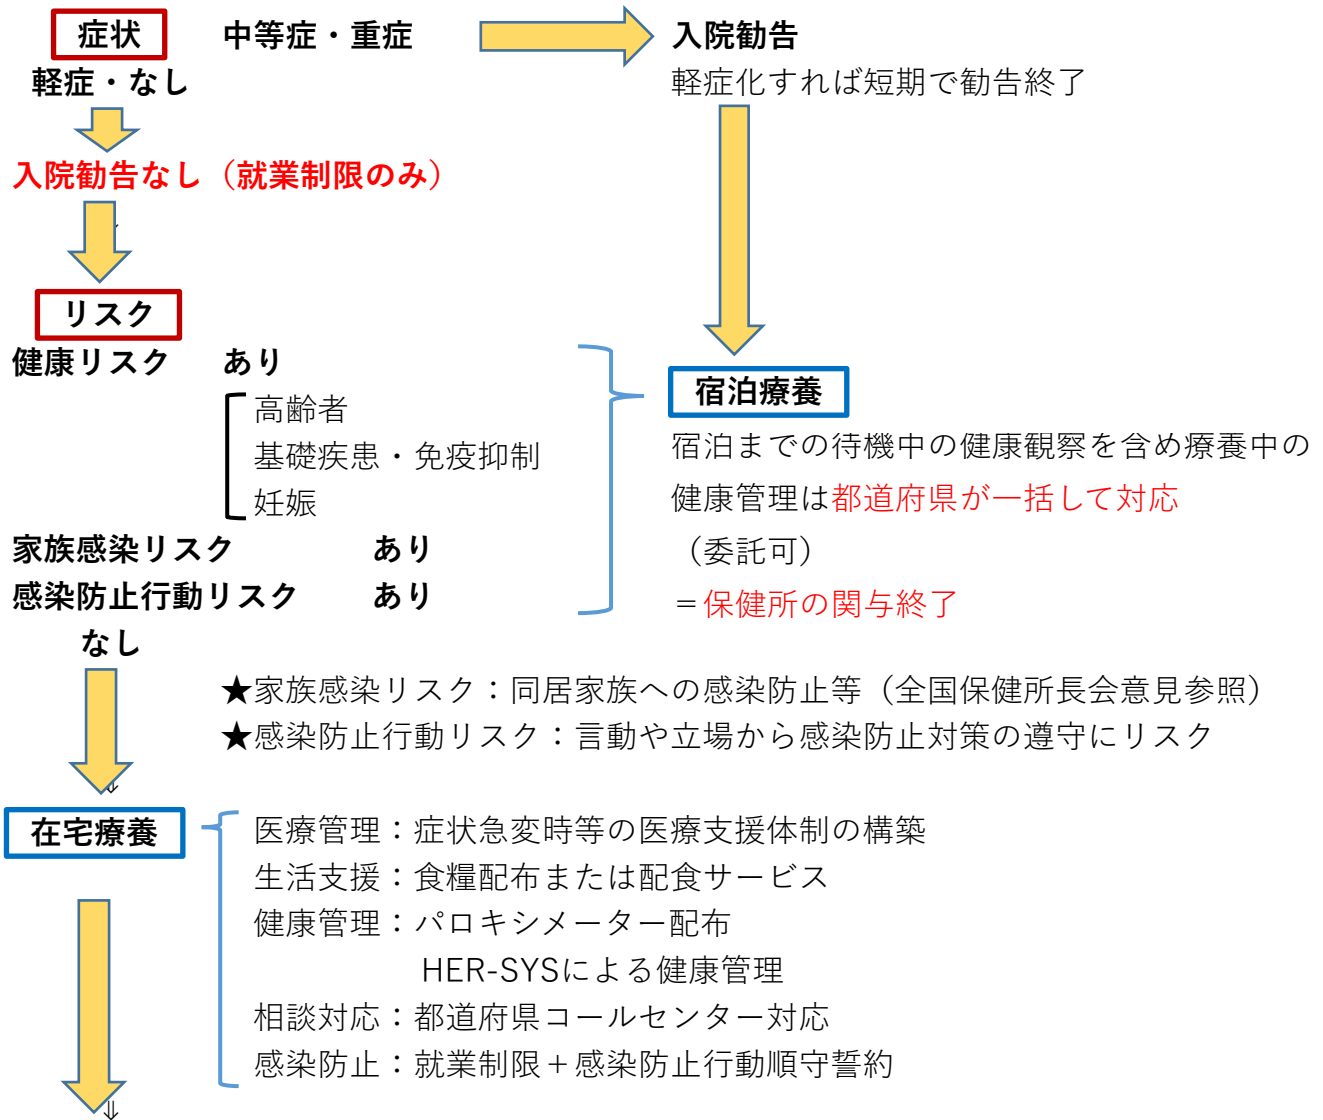 症状 中等症・重症 入院勧告
軽症・なし 軽症化すれば短期で勧告終了
入院勧告なし（就業制限のみ）
リスク
健康リスク あり
高齢者
基礎疾患・免疫抑制
妊娠
家族感染リスク あり
感染防止行動リスク あり
なし
宿泊療養
宿泊までの待機中の健康観察を含め療養中の
健康管理は都道府県が一括して対応
（委託可）
＝保健所の関与終了
★家族感染リスク：同居家族への感染防止等（全国保健所長会意見参照）
★感染防止行動リスク：言動や立場から感染防止対策の遵守にリスク
⇓
在宅療養 医療管理：症状急変時等の医療支援体制の構築
生活支援：食糧配布または配食サービス
健康管理：パロキシメーター配布
HER-SYSによる健康管理
相談対応：都道府県コールセンター対応
感染防止：就業制限＋感染防止行動順守誓約
⇓